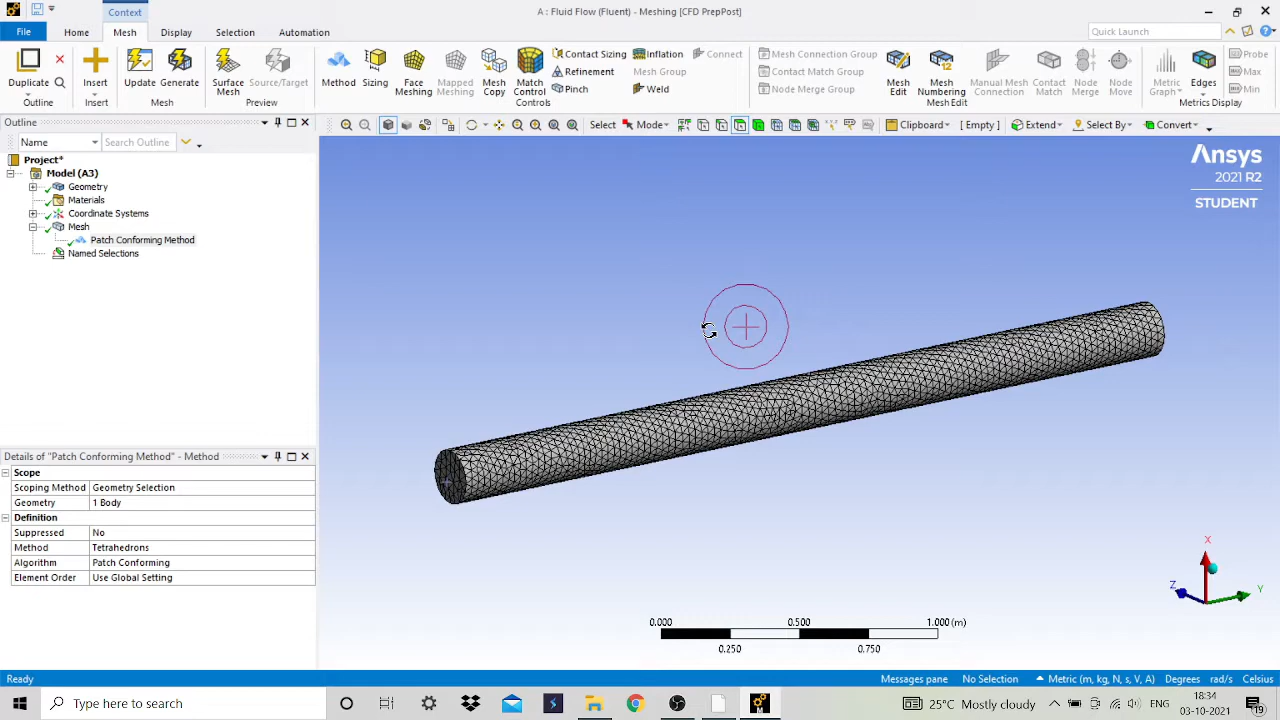 Context
A : Fluid Flow (Fluent) - Meshing [CFD PrepPost]
File Home Mesh Display Selection Automation
Quick Launch
Duplicate
Outline
Insert
Insert
Update Generate
Mesh
Surface Mesh
Source/Target
Preview
Method Sizing Face Meshing Mapped Meshing Mesh Copy Match Control
Contact Sizing
Refinement
Pinch
Inflation
Mesh Group
Weld
Connect
Controls
Mesh Connection Group
Contact Match Group
Node Merge Group
Mesh Edit
Mesh Numbering
Manual Mesh Connection
Contact Match
Node Merge
Node Move
Mesh Edit
Metric Graph
Edges
Probe
Max
Min
Metrics Display
Outline
Select Mode Clipboard [ Empty ] Extend Select By Convert
Name Search Outline
Project*
Model (A3)
Geometry
Materials
Coordinate Systems
Mesh
Patch Conforming Method
Named Selections
Ansys
2021 R2
STUDENT
Details of "Patch Conforming Method" - Method
Scope
Scoping Method Geometry Selection
Geometry 1 Body
Definition
Suppressed No
Method Tetrahedrons
Algorithm Patch Conforming
Element Order Use Global Setting
X
Y
Z
0.000 0.500 1.000 (m)
0.250 0.750
Ready Messages pane No Selection Metric (m, kg, N, s, V, A) Degrees rad/s Celsius
Type here to search
25°C Mostly cloudy
ENG
18:34
03-10-2021
19